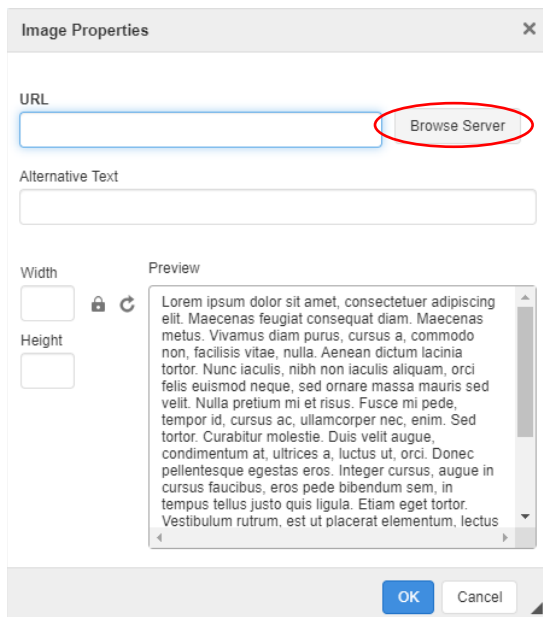 Image Properties
URL
Browse Server
Alternative Text
Width
Preview
Height
Lorem ipsum dolor sit amet, consectetuer adipiscing
elit. Maecenas feugiat consequat diam. Maecenas
metus. Vivamus diam purus, cursus a, commodo
non, facilisis vitae, nulla. Aenean dictum lacinia
tortor. Nunc iaculis, nibh non iaculis aliquam, orci
felis euismod neque, sed ornare massa mauris sed
velit. Nulla pretium mi et risus. Fusce mi pede,
tempor id, cursus ac, ullamcorper nec, enim. Sed
tortor. Curabitur molestie. Duis velit augue,
condimentum at, ultrices a, luctus ut, orci. Donec
pellentesque egestas eros. Integer cursus, augue in
cursus faucibus, eros pede bibendum sem, in
tempus tellus justo quis ligula. Etiam eget tortor.
Vestibulum rutrum, est ut placerat elementum, lectus
OK
Cancel